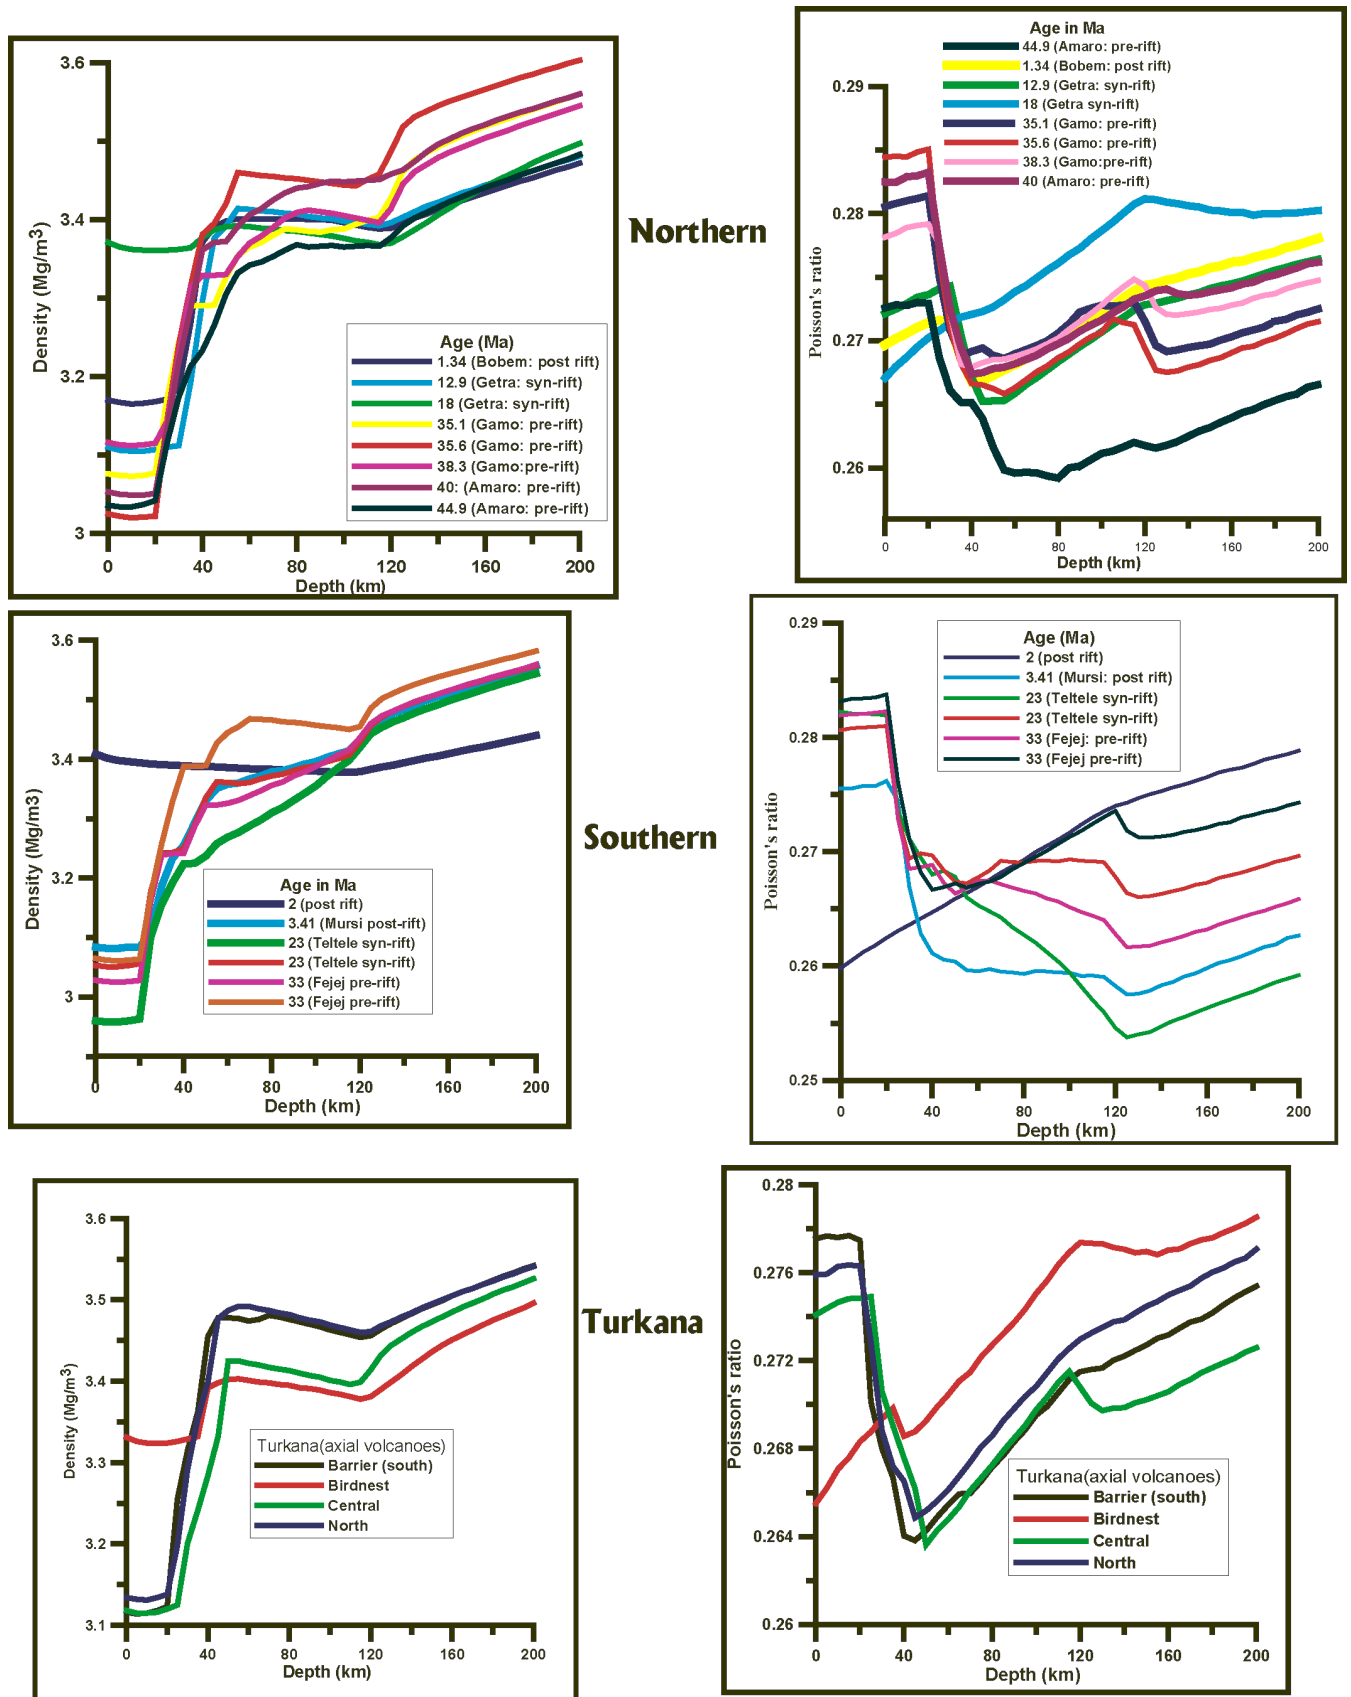 3.6
3.4
3.2
3
Density (Mg/m3)
0
40
80
120
160
200
Depth (km)
Age (Ma)
1.34 (Bobem: post rift)
12.9 (Getra: syn-rift)
18 (Getra: syn-rift)
35.1 (Gamo: pre-rift)
35.6 (Gamo: pre-rift)
38.3 (Gamo:pre-rift)
40: (Amaro: pre-rift)
44.9 (Amaro: pre-rift)
Northern
Age in Ma
44.9 (Amaro: pre-rift)
1.34 (Bobem: post rift)
12.9 (Getra: syn-rift)
18 (Getra syn-rift)
35.1 (Gamo: pre-rift)
35.6 (Gamo: pre-rift)
38.3 (Gamo:pre-rift)
40 (Amaro: pre-rift)
0.29
0.28
0.27
0.26
Poisson's ratio
0
40
80
120
160
200
Depth (km)
3.6
3.4
3.2
3
Density (Mg/m3)
0
40
80
120
160
200
Depth (km)
Age in Ma
2 (post rift)
3.41 (Mursi post-rift)
23 (Teltele syn-rift)
23 (Teltele syn-rift)
33 (Fejej pre-rift)
33 (Fejej pre-rift)
Southern
0.29
0.28
0.27
0.26
0.25
Poisson's ratio
Age (Ma)
2 (post rift)
3.41 (Mursi: post rift)
23 (Teltele syn-rift)
23 (Teltele syn-rift)
33 (Fejej: pre-rift)
33 (Fejej pre-rift)
0
40
80
120
160
200
Depth (km)
3.6
3.5
3.4
3.3
3.2
3.1
Density (Mg/m3)
Turkana(axial volcanoes)
Barrier (south)
Birdnest
Central
North
0
40
80
120
160
200
Depth (km)
Turkana
0.28
0.276
0.272
0.268
0.264
0.26
Poisson's ratio
Turkana(axial volcanoes)
Barrier (south)
Birdnest
Central
North
0
40
80
120
160
200
Depth (km)